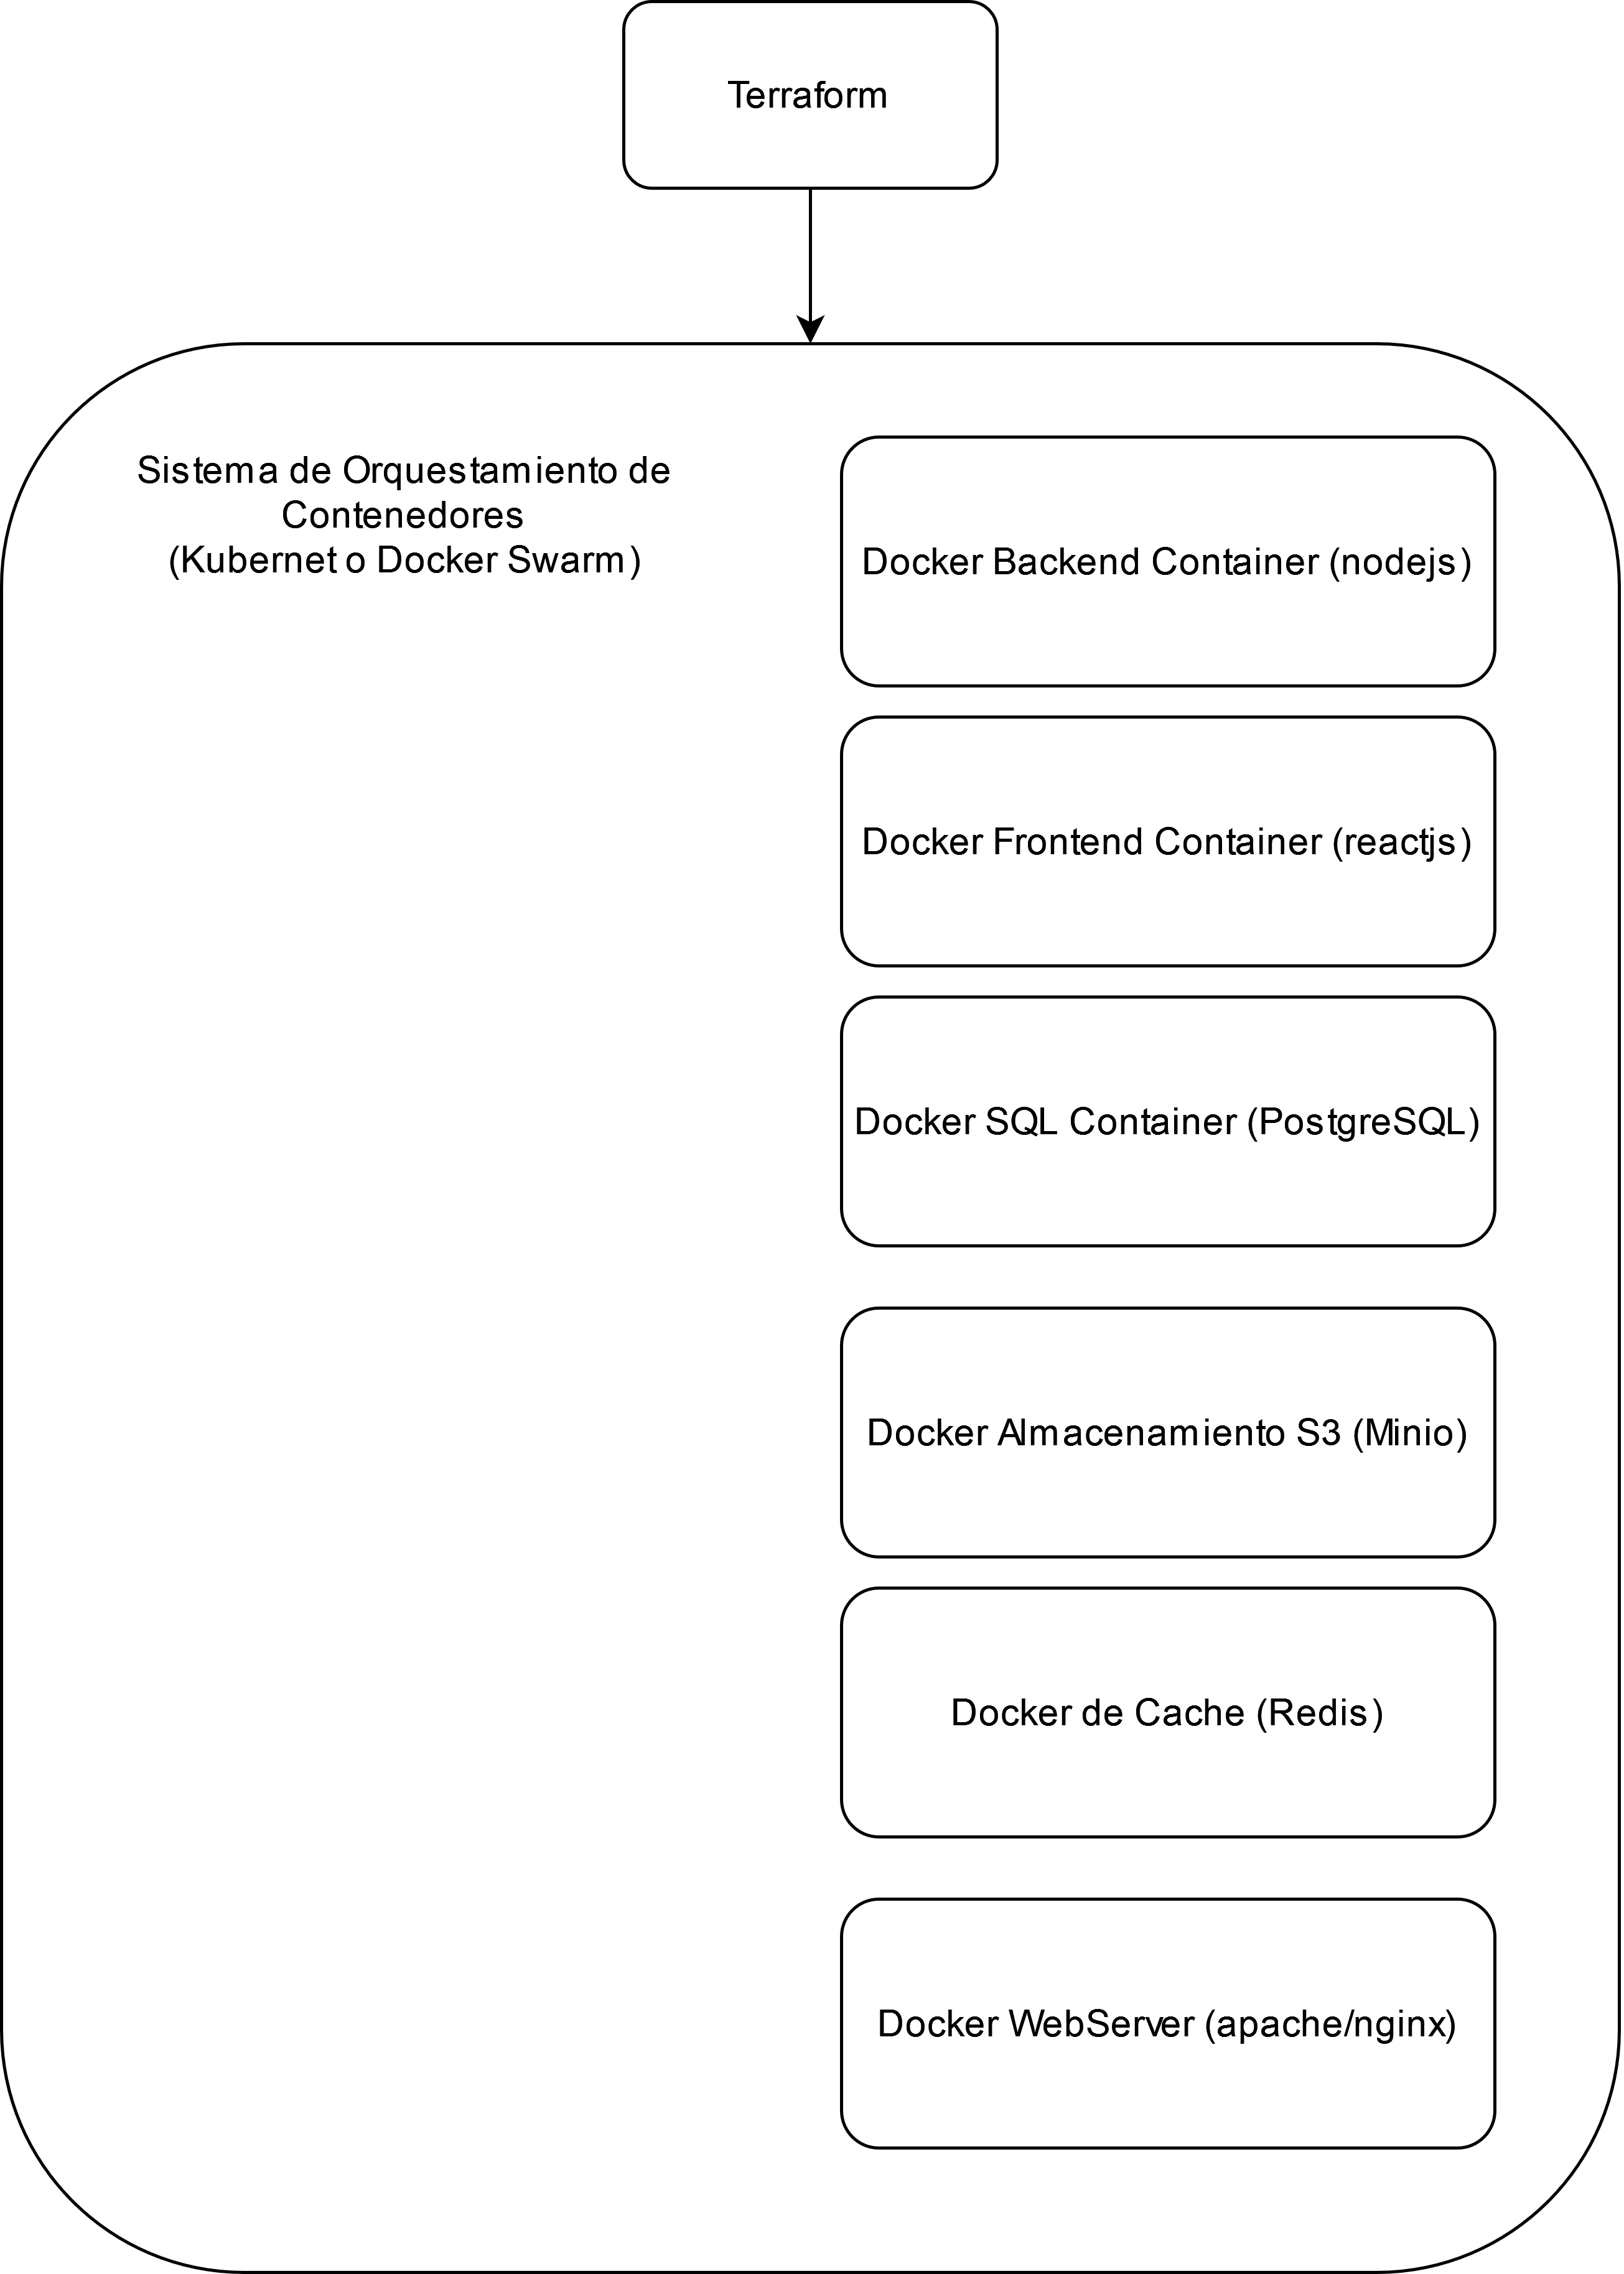 Terraform
Sistema de Orquestamiento de
Contenedores
(Kubernet o Docker Swarm)
Docker Backend Container (nodejs)
Docker Frontend Container (reactjs)
Docker SQL Container (PostgreSQL)
Docker Almacenamiento S3 (Minio)
Docker de Cache (Redis)
Docker WebServer (apache/nginx)